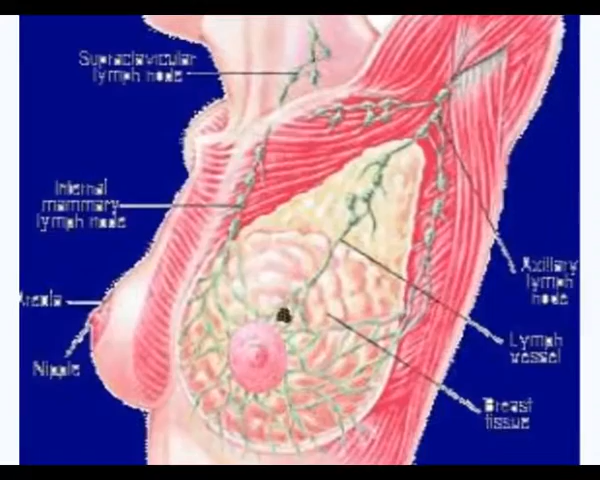 Supraclavicular
lymph node
Internal
mammary
lymph node
Areola
Nipple
Axillary
lymph
node
Lymph
vessel
Breast
tissue